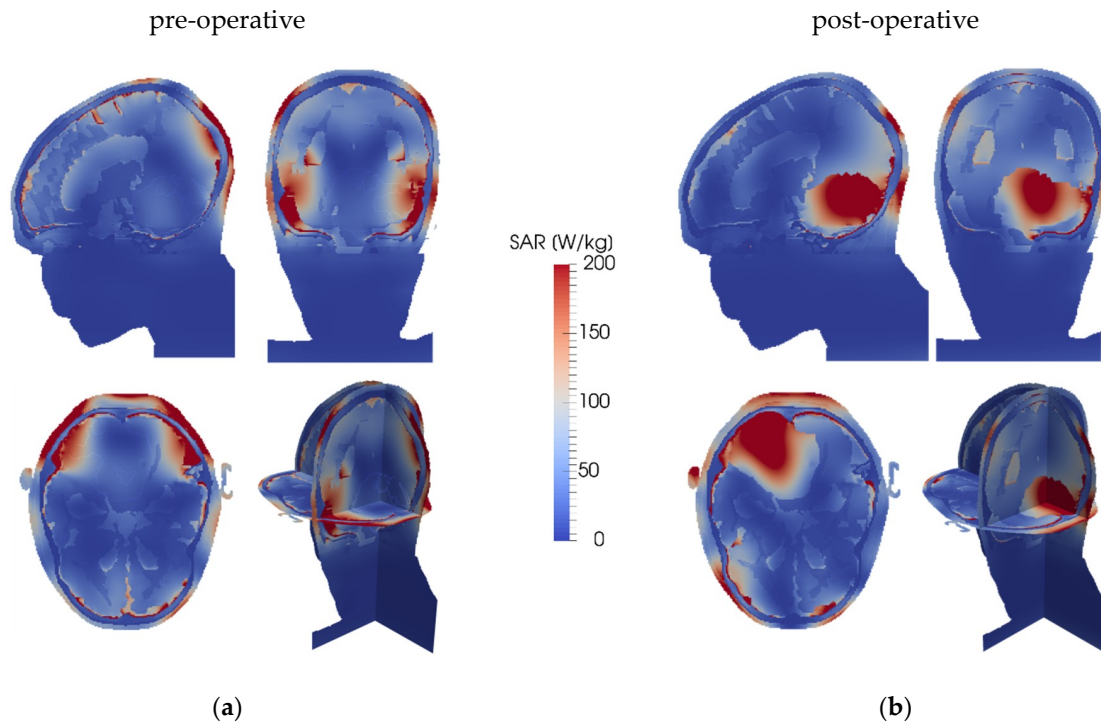 pre-operative
post-operative
SAR (W/kg)
200
150
100
50
0
(a)
(b)